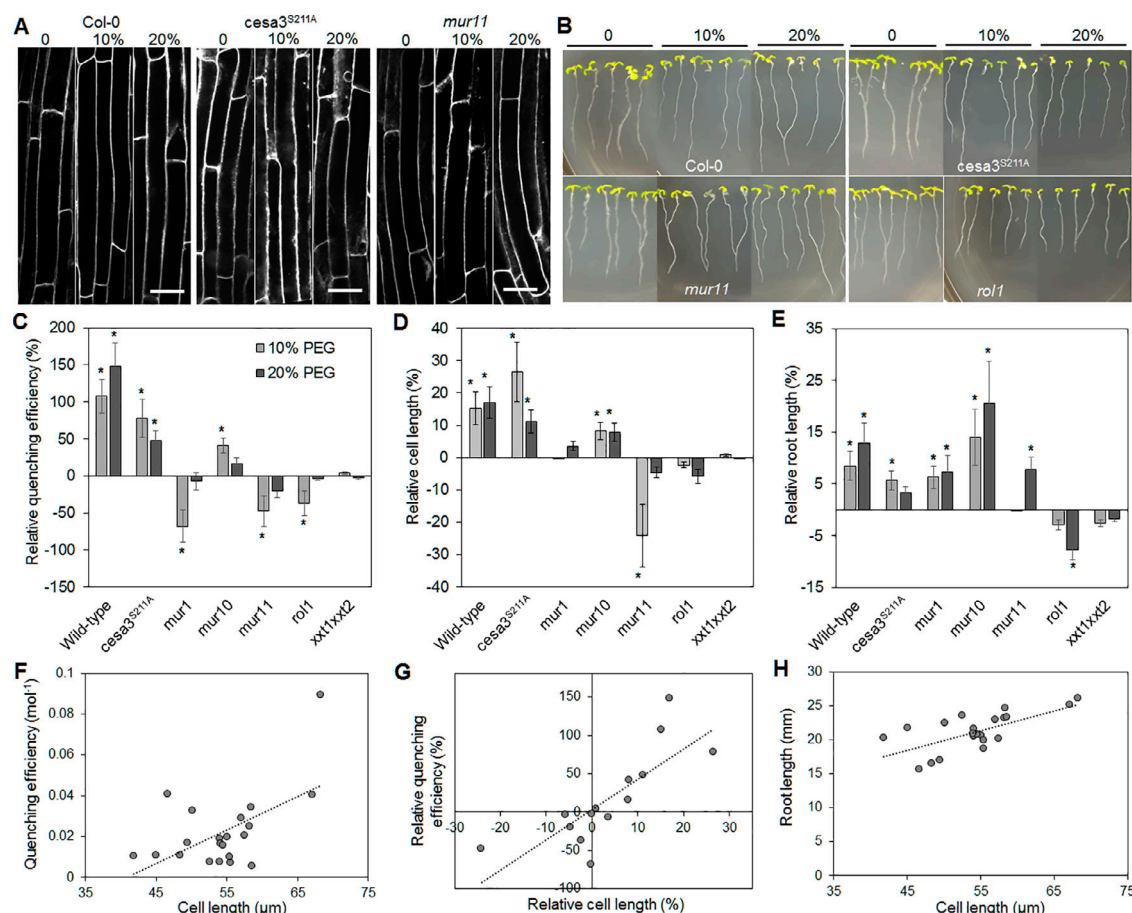 A
Col-0
cesa3S211A
mur11
0 10% 20%
0 10% 20%
0 10% 20%
B
0 10% 20%
0 10% 20%
Col-0
cesa3S211A
mur11
rol1
C
Relative quenching efficiency (%)
200
150
100
50
0
-50
-100
10% PEG
20% PEG
* * * * * * * *
Wild-type
cesa3S211A
mur1
mur10
mur11
rol1
xxt1xxt2
D
Relative cell length (%)
40
30
20
10
0
-10
-20
-30
-40
* * * * * * *
Wild-type
cesa3S211A
mur1
mur10
mur11
rol1
xxt1xxt2
E
Relative root length (%)
35
25
15
5
-5
-15
* * * * * * * * *
Wild-type
cesa3S211A
mur1
mur10
mur11
rol1
xxt1xxt2
F
Quenching efficiency (mol-1)
0.1
0.08
0.06
0.04
0.02
0
35 45 55 65 75
Cell length (µm)
G
Relative quenching
efficiency (%)
150
100
50
0
-50
-100
-30 -20 -10 0 10 20 30
Relative cell length (%)
H
Root length (mm)
30
25
20
15
10
5
0
35 45 55 65 75
Cell length (µm)